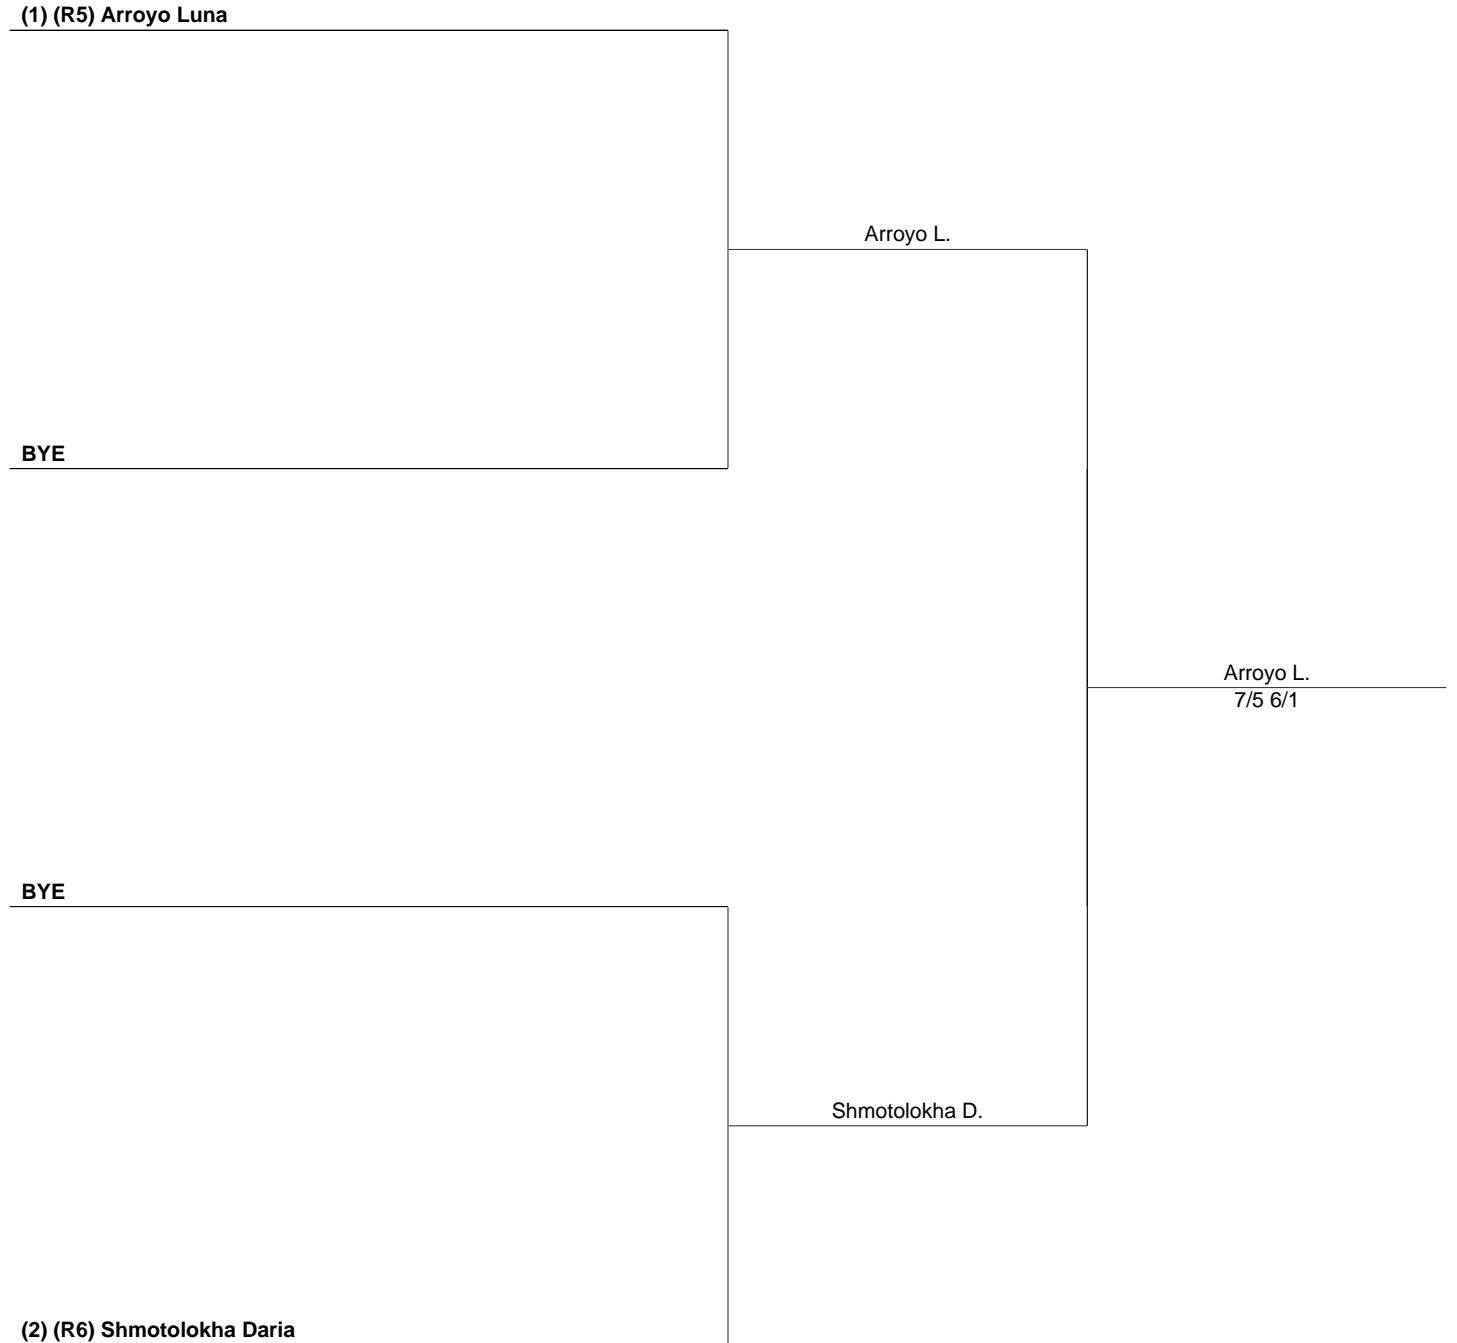 (1) (R5) Arroyo Luna
Arroyo L.
BYE
Arroyo L.
7/5 6/1
BYE
Shmotolokha D.
(2) (R6) Shmotolokha Daria